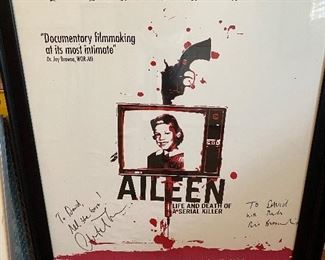 "Documentary filmmaking
at its most intimate"
Dr. Joy Browne, WOR-AM
AILEEN
LIFE AND DEATH OF
A SERIAL KILLER
To David,
All the best!
TO DAVID